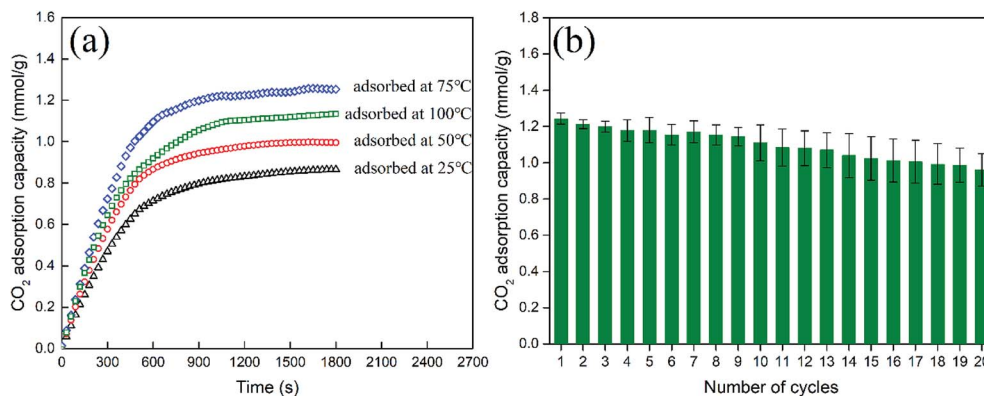 (a)
CO₂ adsorption capacity (mmol/g)
1.6
1.4
1.2
1.0
0.8
0.6
0.4
0.2
0.0
adsorbed at 75°C
adsorbed at 100°C
adsorbed at 50°C
adsorbed at 25°C
0 300 600 900 1200 1500 1800 2100 2400 2700
Time (s)
(b)
CO₂ adsorption capacity (mmol/g)
1.8
1.6
1.4
1.2
1.0
0.8
0.6
0.4
0.2
0.0
1 2 3 4 5 6 7 8 9 10 11 12 13 14 15 16 17 18 19 20
Number of cycles